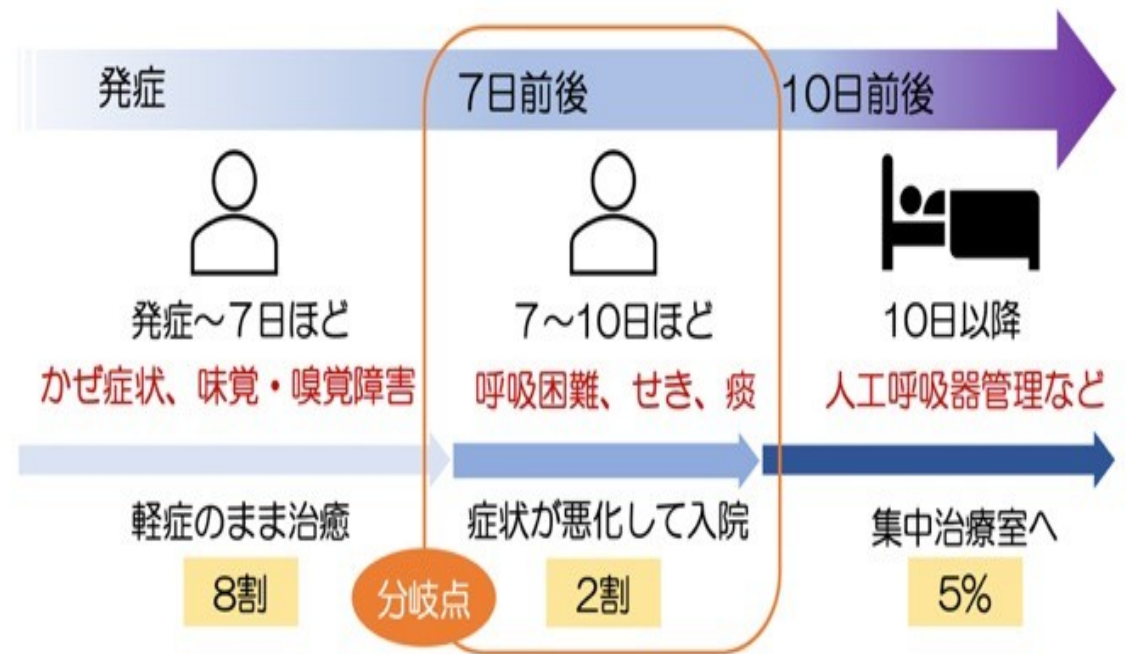 発症
7日前後
10日前後
発症～7日ほど
7～10日ほど
10日以降
かぜ症状、味覚・嗅覚障害
呼吸困難、せき、痰
人工呼吸器管理など
軽症のまま治癒
症状が悪化して入院
集中治療室へ
8割
分岐点
2割
5%